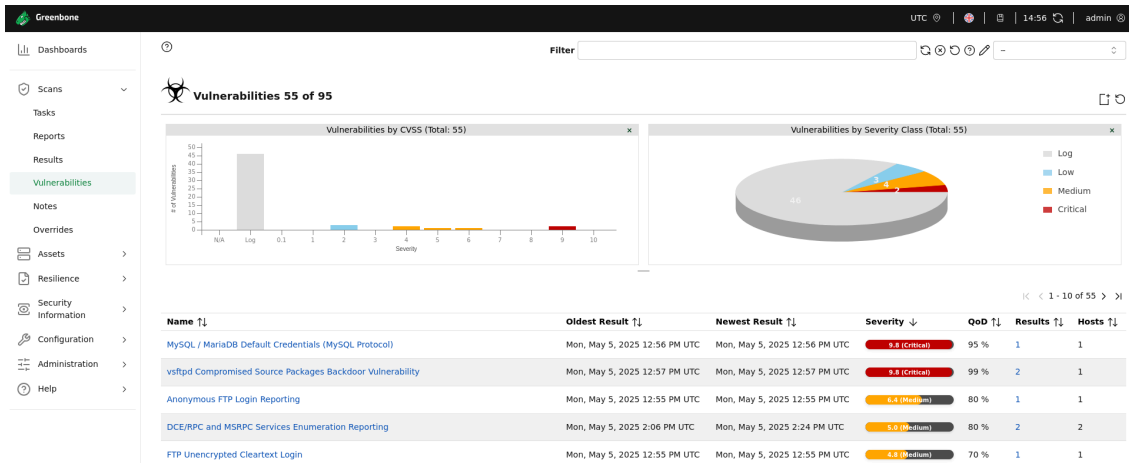 Greenbone
UTC
14:56
admin
Dashboards
Scans
Tasks
Reports
Results
Vulnerabilities
Notes
Overrides
Assets
Resilience
Security
Information
Configuration
Administration
Help
Filter
--
Vulnerabilities 55 of 95
Vulnerabilities by CVSS (Total: 55) ×
# of Vulnerabilities
50
45
40
35
30
25
20
15
10
5
0
N/A Log 0.1 1 2 3 4 5 6 7 8 9 10
Severity
Vulnerabilities by Severity Class (Total: 55) ×
46
3
4
2
Log
Low
Medium
Critical
1 - 10 of 55
Name Oldest Result Newest Result Severity QoD Results Hosts
MySQL / MariaDB Default Credentials (MySQL Protocol) Mon, May 5, 2025 12:56 PM UTC Mon, May 5, 2025 12:56 PM UTC 9.8 (Critical) 95 % 1 1
vsftpd Compromised Source Packages Backdoor Vulnerability Mon, May 5, 2025 12:57 PM UTC Mon, May 5, 2025 12:57 PM UTC 9.8 (Critical) 99 % 2 1
Anonymous FTP Login Reporting Mon, May 5, 2025 12:55 PM UTC Mon, May 5, 2025 12:55 PM UTC 6.4 (Medium) 80 % 1 1
DCE/RPC and MSRPC Services Enumeration Reporting Mon, May 5, 2025 2:06 PM UTC Mon, May 5, 2025 2:24 PM UTC 5.0 (Medium) 80 % 2 2
FTP Unencrypted Cleartext Login Mon, May 5, 2025 12:55 PM UTC Mon, May 5, 2025 12:55 PM UTC 4.8 (Medium) 70 % 1 1